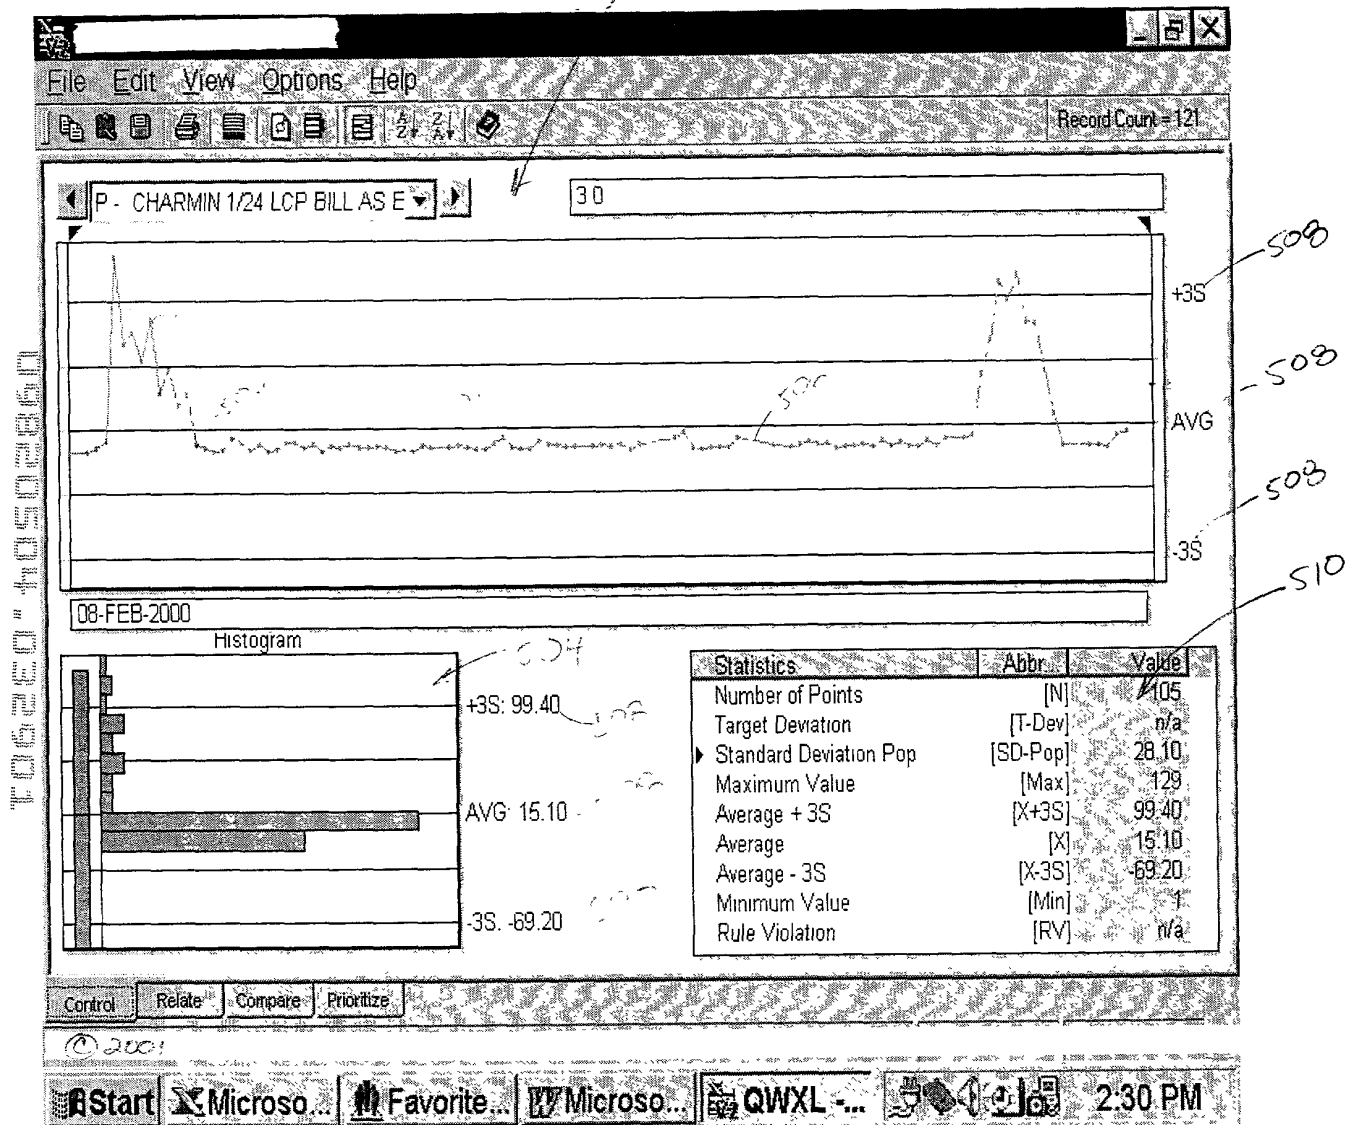 File Edit View Options Help
Record Count = 121
P - CHARMIN 1/24 LCP BILL AS E
30
508
+3S
508
AVG
506
508
-3S
510
08-FEB-2000
Histogram
504
+3S: 99.40
AVG: 15.10
-3S: -69.20
Statistics Abbr... Value
Number of Points [N] 105
Target Deviation [T-Dev] n/a
Standard Deviation Pop [SD-Pop] 28.10
Maximum Value [Max] 129
Average + 3S [X+3S] 99.40
Average [X] 15.10
Average - 3S [X-3S] -69.20
Minimum Value [Min] 1
Rule Violation [RV] n/a
Control Relate Compare Prioritize
© 2001
Start Microso... Favorite... Microso... QWXL -... 2:30 PM
09820504.032901